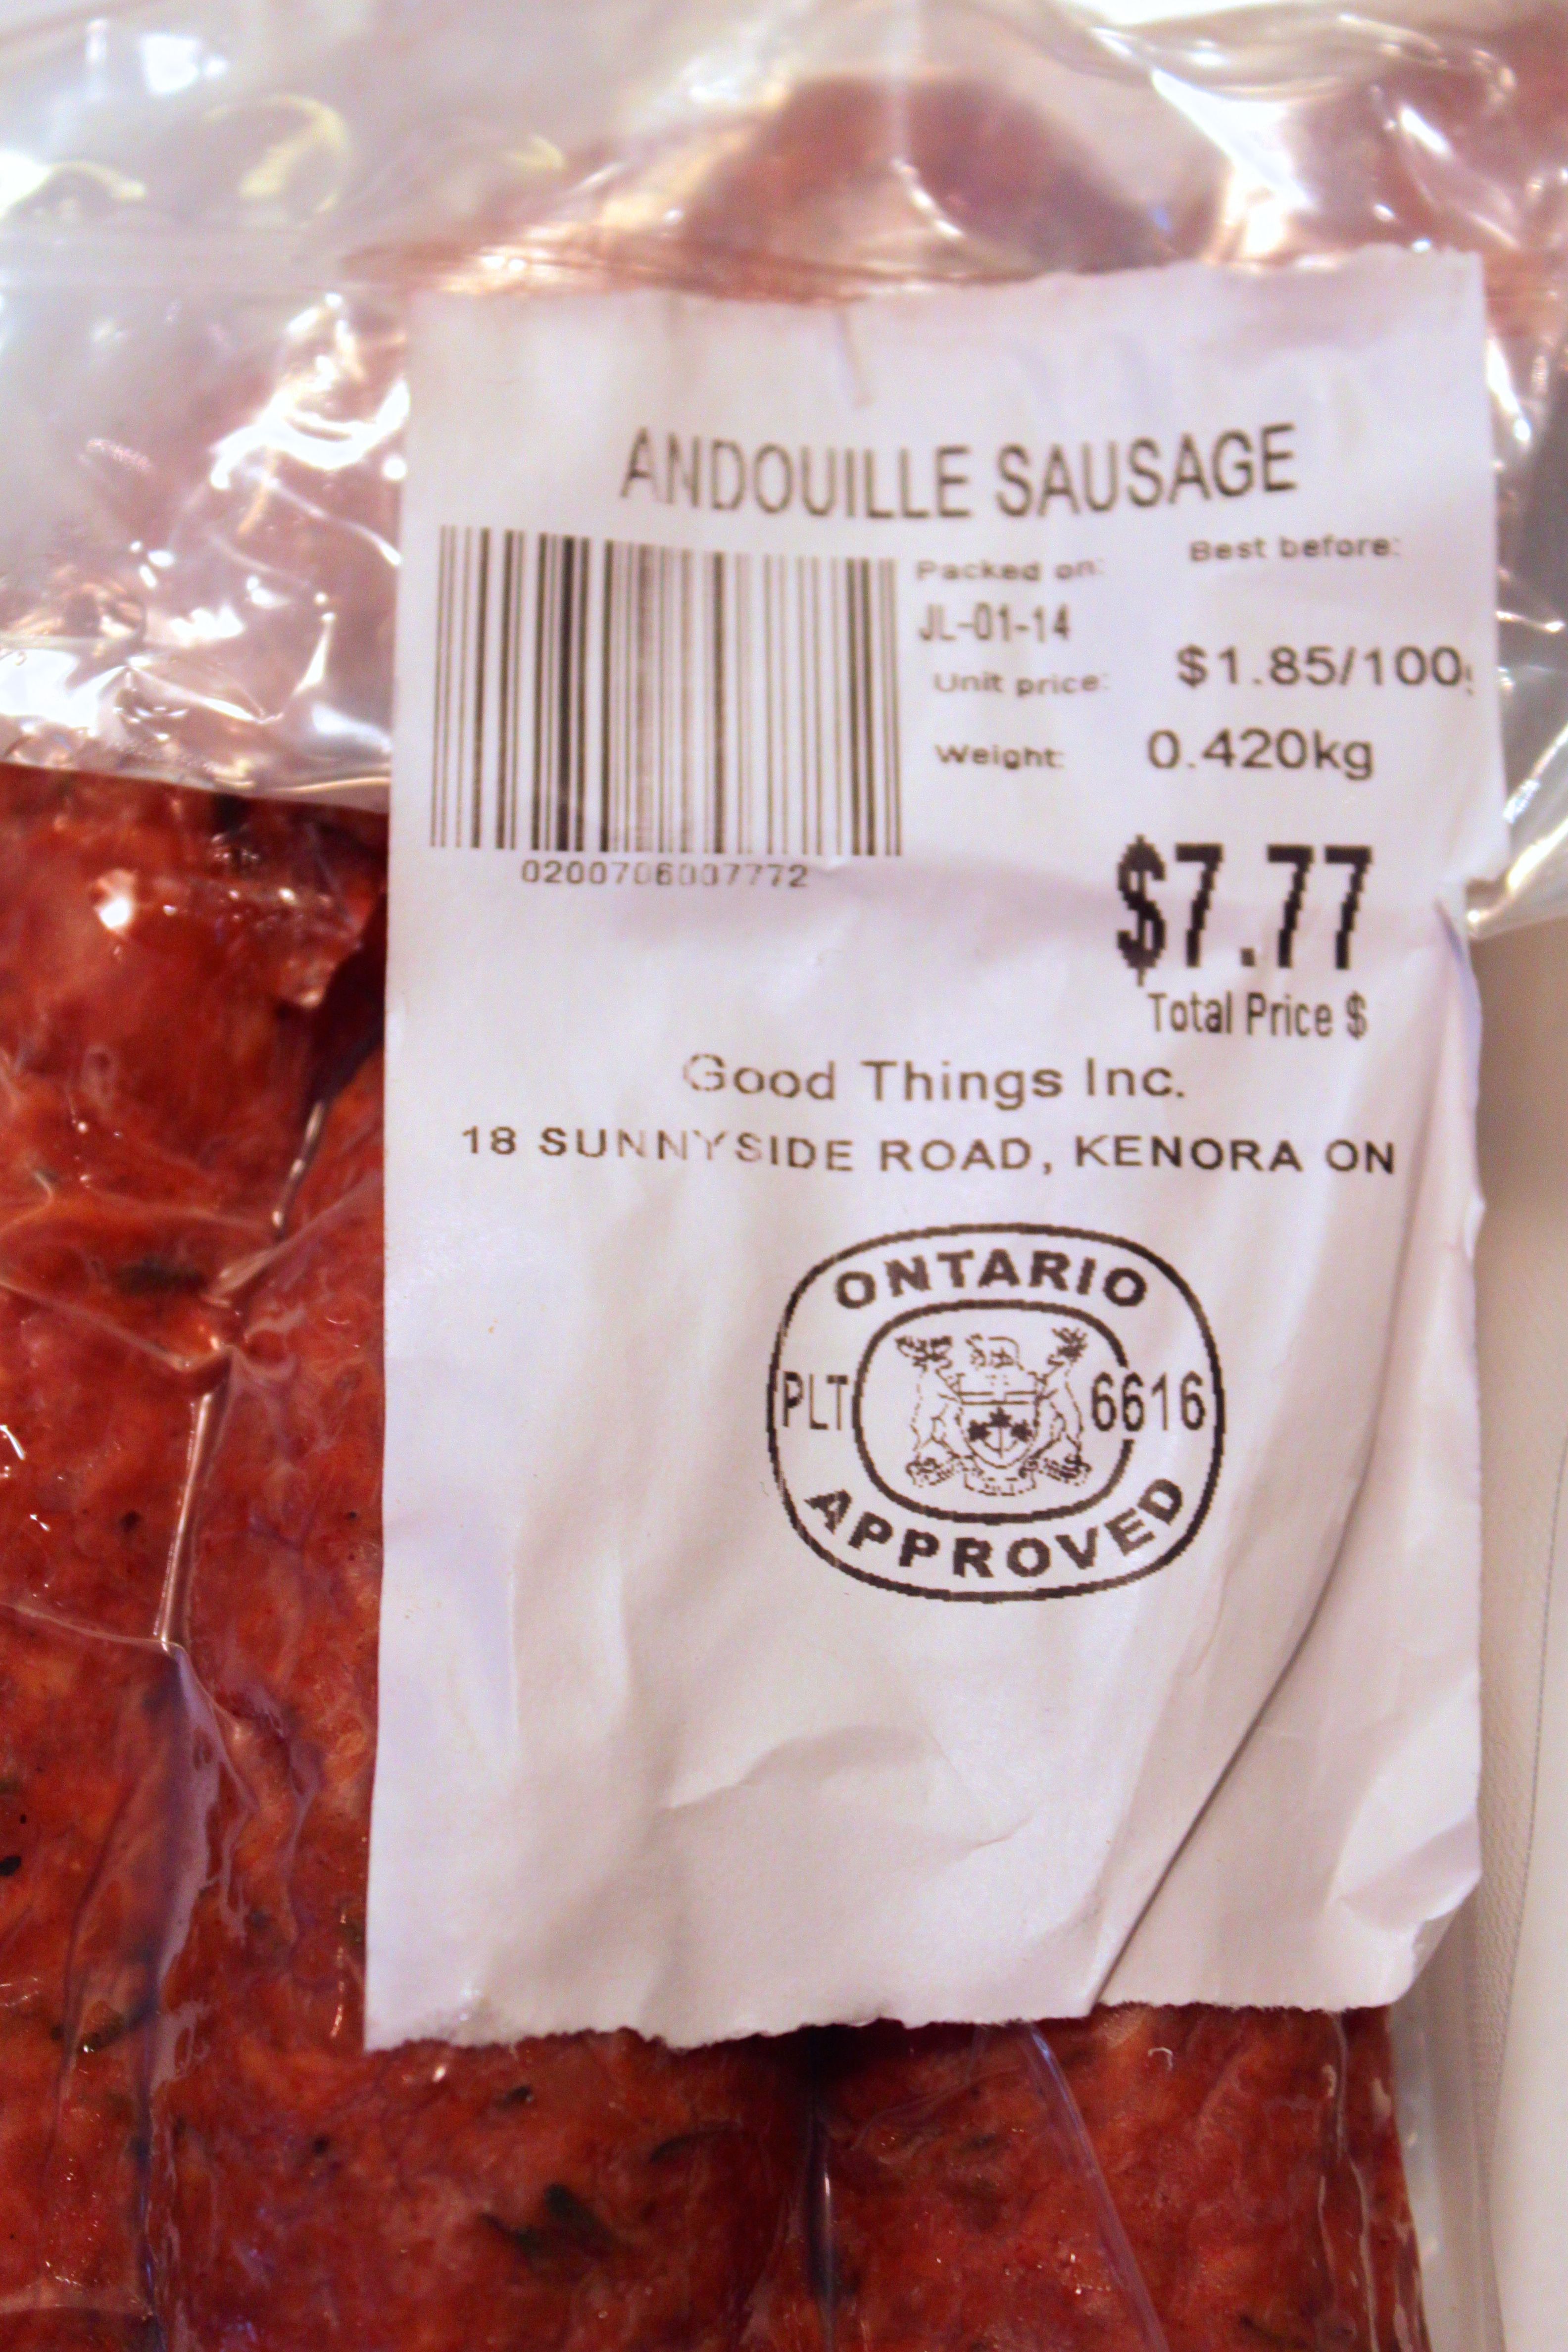 ANDOUILLE SAUSAGE
Packed on: Best before:
JL-01-14
Unit price: $1.85/100g
Weight: 0.420kg
0200706007772
$7.77
Total Price $
Good Things Inc.
18 SUNNYSIDE ROAD, KENORA ON
ONTARIO
PLT 6616
APPROVED